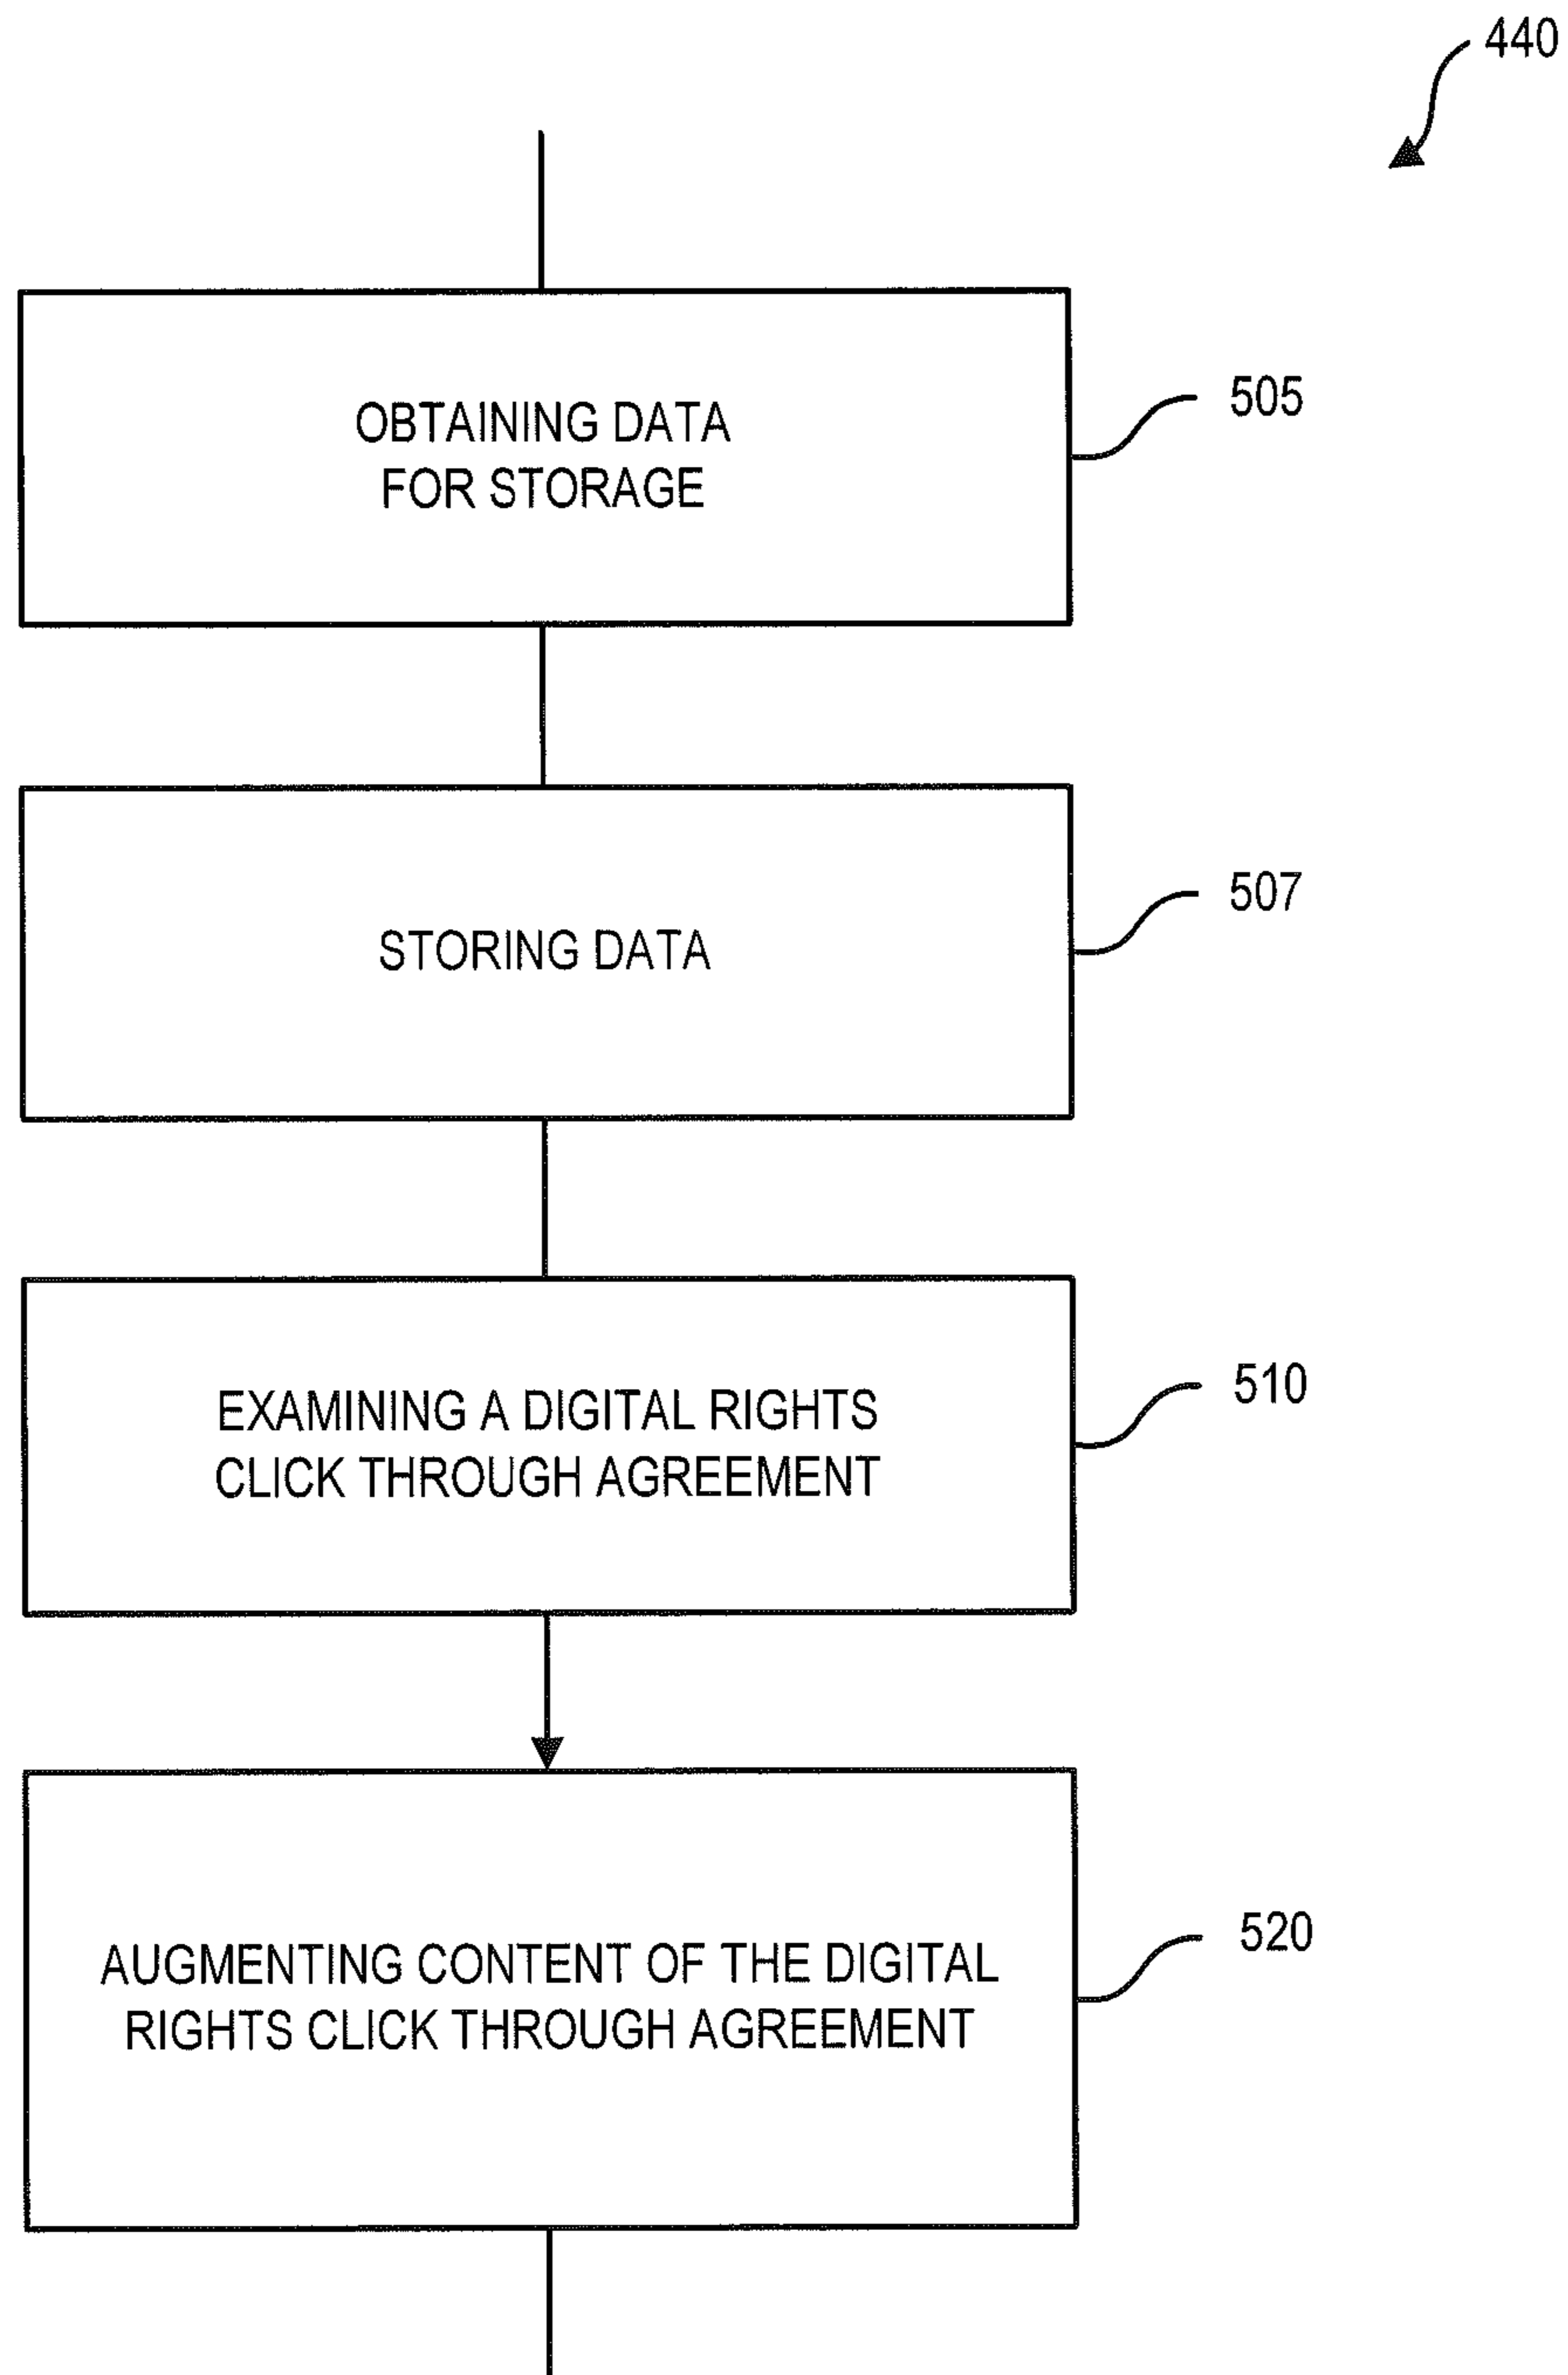 440
OBTAINING DATA
FOR STORAGE
505
STORING DATA
507
EXAMINING A DIGITAL RIGHTS
CLICK THROUGH AGREEMENT
510
AUGMENTING CONTENT OF THE DIGITAL
RIGHTS CLICK THROUGH AGREEMENT
520